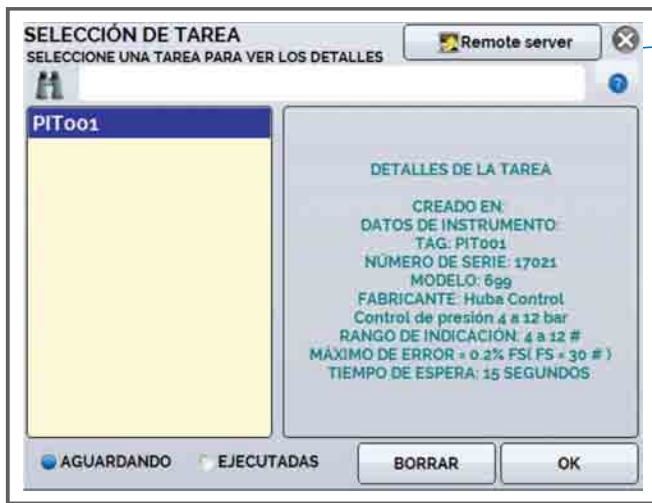 SELECCIÓN DE TAREA
SELECCIONE UNA TAREA PARA VER LOS DETALLES
Remote server
?
PIT001
DETALLES DE LA TAREA
CREADO EN:
DATOS DE INSTRUMENTO:
TAG: PIT001
NÚMERO DE SERIE: 17021
MODELO: 699
FABRICANTE: Huba Control
Control de presión 4 a 12 bar
RANGO DE INDICACIÓN: 4 a 12 #
MÁXIMO DE ERROR = 0.2% FS( FS = 30 # )
TIEMPO DE ESPERA: 15 SEGUNDOS
AGUARDANDO
EJECUTADAS
BORRAR
OK